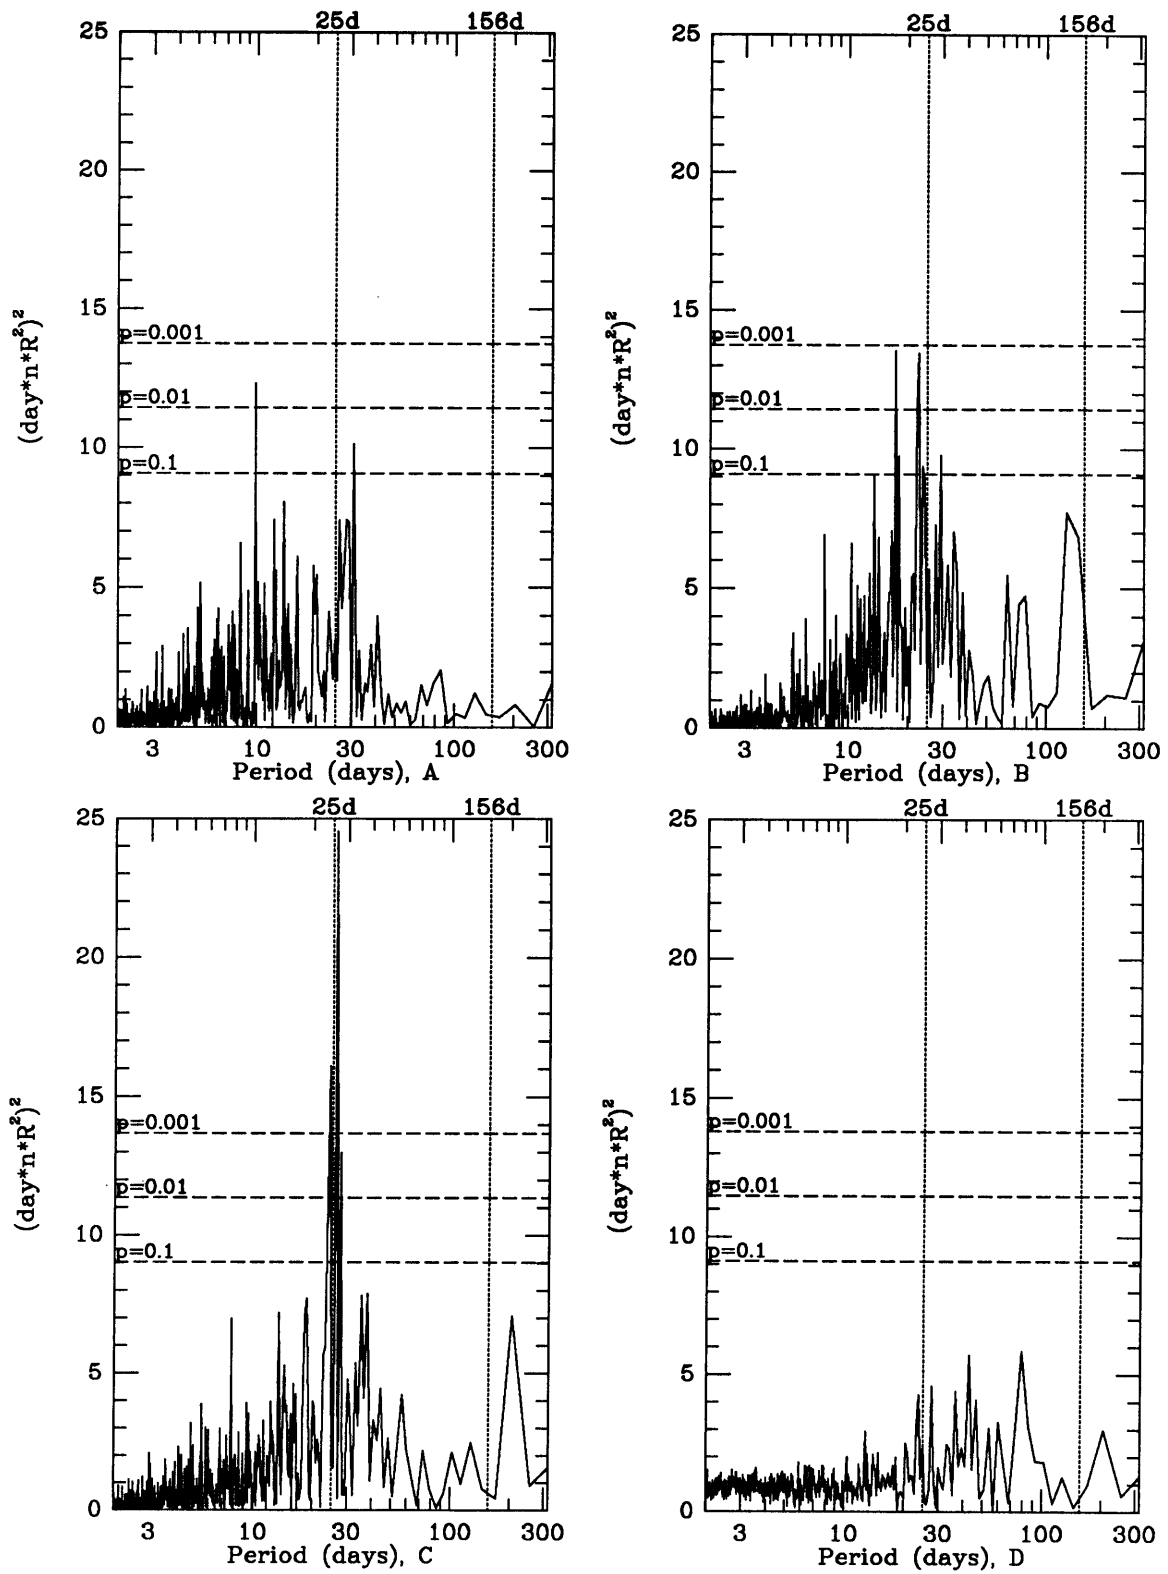 25d 156d
25
20
15
10
5
0
p=0.001
p=0.01
p=0.1
(day*n*R²)²
3 10 30 100 300
Period (days), A
25d 156d
25
20
15
10
5
0
p=0.001
p=0.01
p=0.1
(day*n*R²)²
3 10 30 100 300
Period (days), B
25d 156d
25
20
15
10
5
0
p=0.001
p=0.01
p=0.1
(day*n*R²)²
3 10 30 100 300
Period (days), C
25d 156d
25
20
15
10
5
0
p=0.001
p=0.01
p=0.1
(day*n*R²)²
3 10 30 100 300
Period (days), D